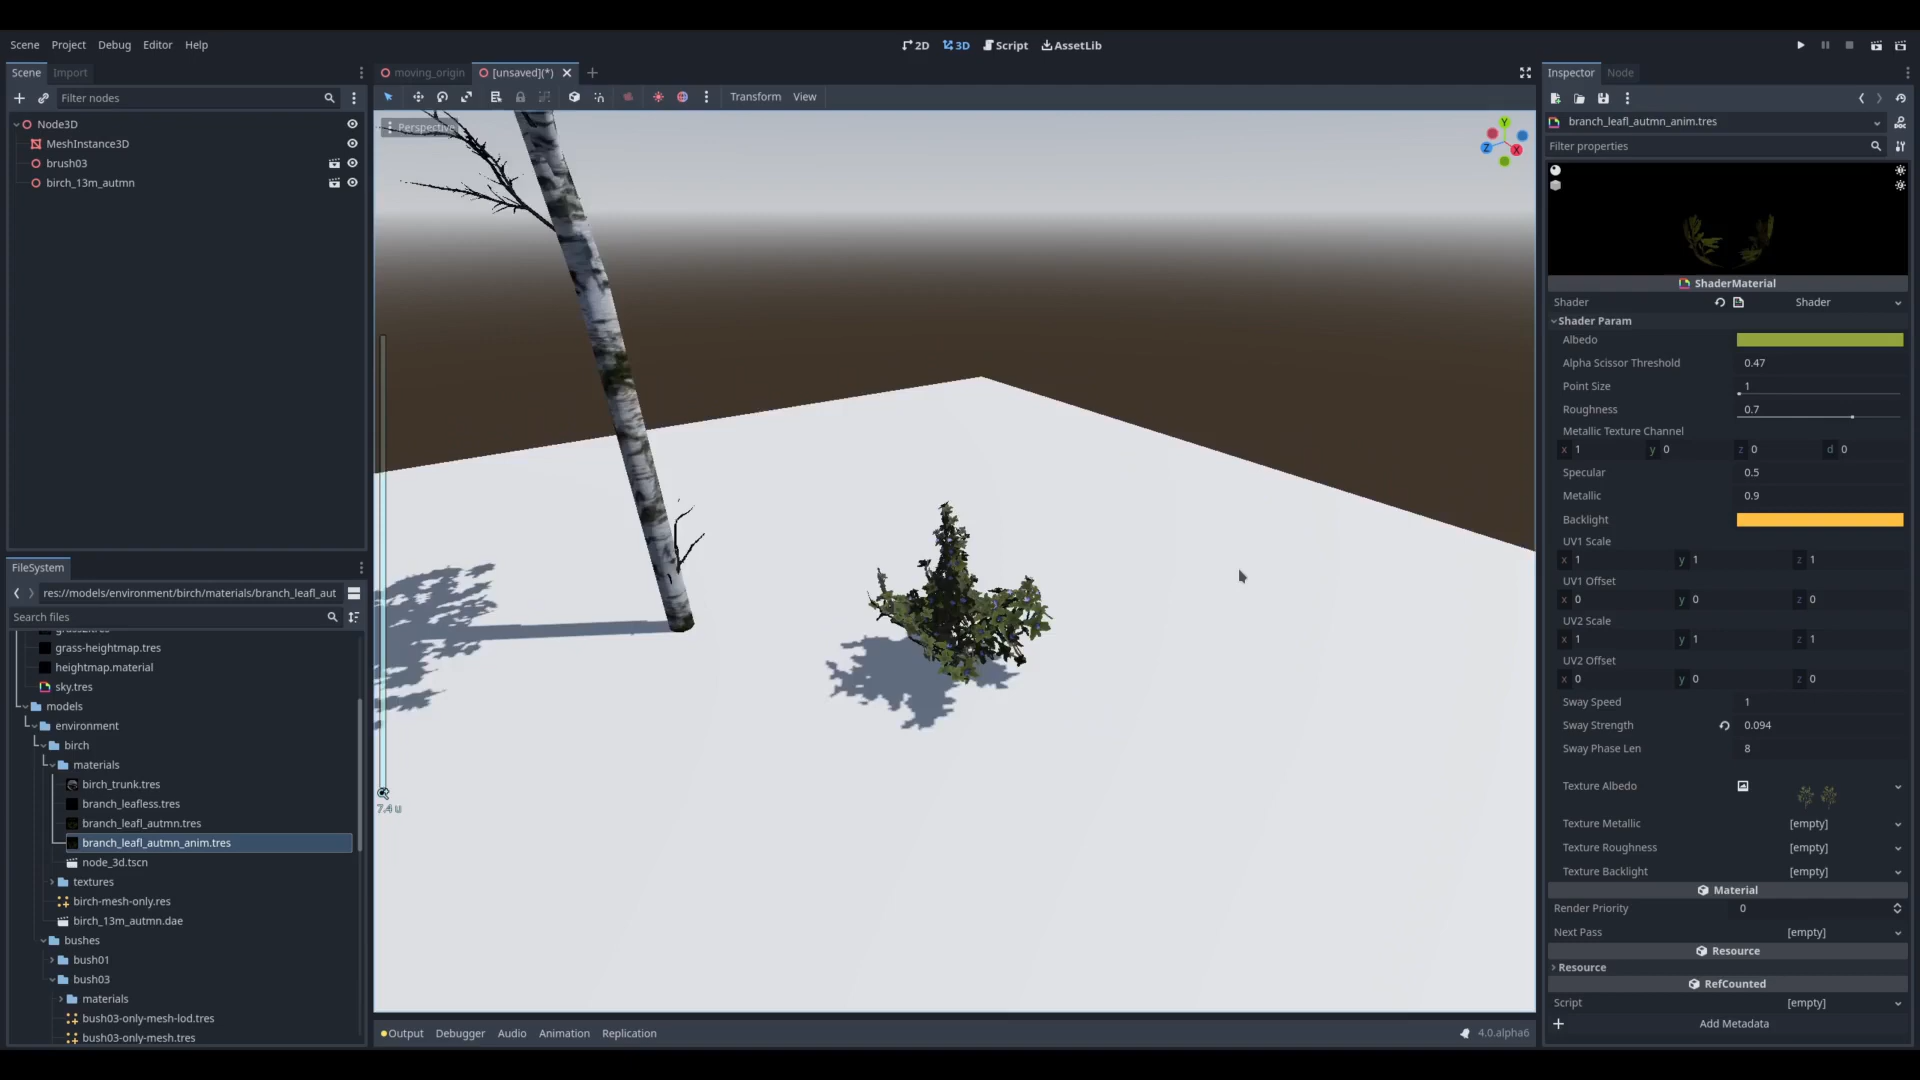 Scene Project Debug Editor Help
2D 3D Script AssetLib
Scene Import
moving_origin [unsaved](*)
Inspector Node
Filter nodes
Transform View
Node3D
MeshInstance3D
brush03
birch_13m_autmn
Perspective
Y
Z
X
7.4 u
FileSystem
res://models/environment/birch/materials/branch_leafl_aut
Search files
grass2.tres
grass-heightmap.tres
heightmap.material
sky.tres
models
environment
birch
materials
birch_trunk.tres
branch_leafless.tres
branch_leafl_autmn.tres
branch_leafl_autmn_anim.tres
node_3d.tscn
textures
birch-mesh-only.res
birch_13m_autmn.dae
bushes
bush01
bush03
materials
bush03-only-mesh-lod.tres
bush03-only-mesh.tres
Output Debugger Audio Animation Replication
4.0.alpha6
branch_leafl_autmn_anim.tres
Filter properties
ShaderMaterial
Shader Shader
Shader Param
Albedo
Alpha Scissor Threshold 0.47
Point Size 1
Roughness 0.7
Metallic Texture Channel
x 1 y 0 z 0 d 0
Specular 0.5
Metallic 0.9
Backlight
UV1 Scale
x 1 y 1 z 1
UV1 Offset
x 0 y 0 z 0
UV2 Scale
x 1 y 1 z 1
UV2 Offset
x 0 y 0 z 0
Sway Speed 1
Sway Strength 0.094
Sway Phase Len 8
Texture Albedo
Texture Metallic [empty]
Texture Roughness [empty]
Texture Backlight [empty]
Material
Render Priority 0
Next Pass [empty]
Resource
Resource
RefCounted
Script [empty]
Add Metadata